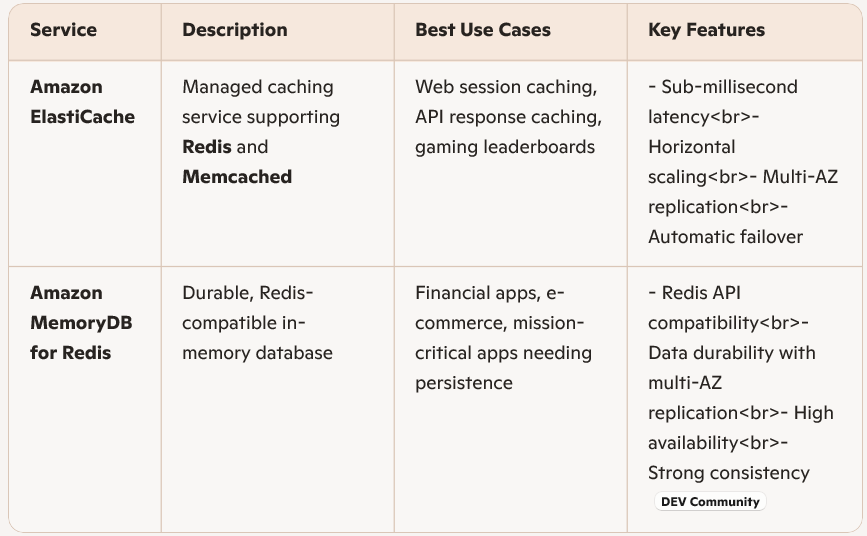 Service Description Best Use Cases Key Features
Amazon
ElastiCache
Managed caching
service supporting
Redis and
Memcached
Web session caching,
API response caching,
gaming leaderboards
- Sub-millisecond
latency<br>-
Horizontal
scaling<br>- Multi-AZ
replication<br>-
Automatic failover
Amazon
MemoryDB
for Redis
Durable, Redis-
compatible in-
memory database
Financial apps, e-
commerce, mission-
critical apps needing
persistence
- Redis API
compatibility<br>-
Data durability with
multi-AZ
replication<br>- High
availability<br>-
Strong consistency
DEV Community